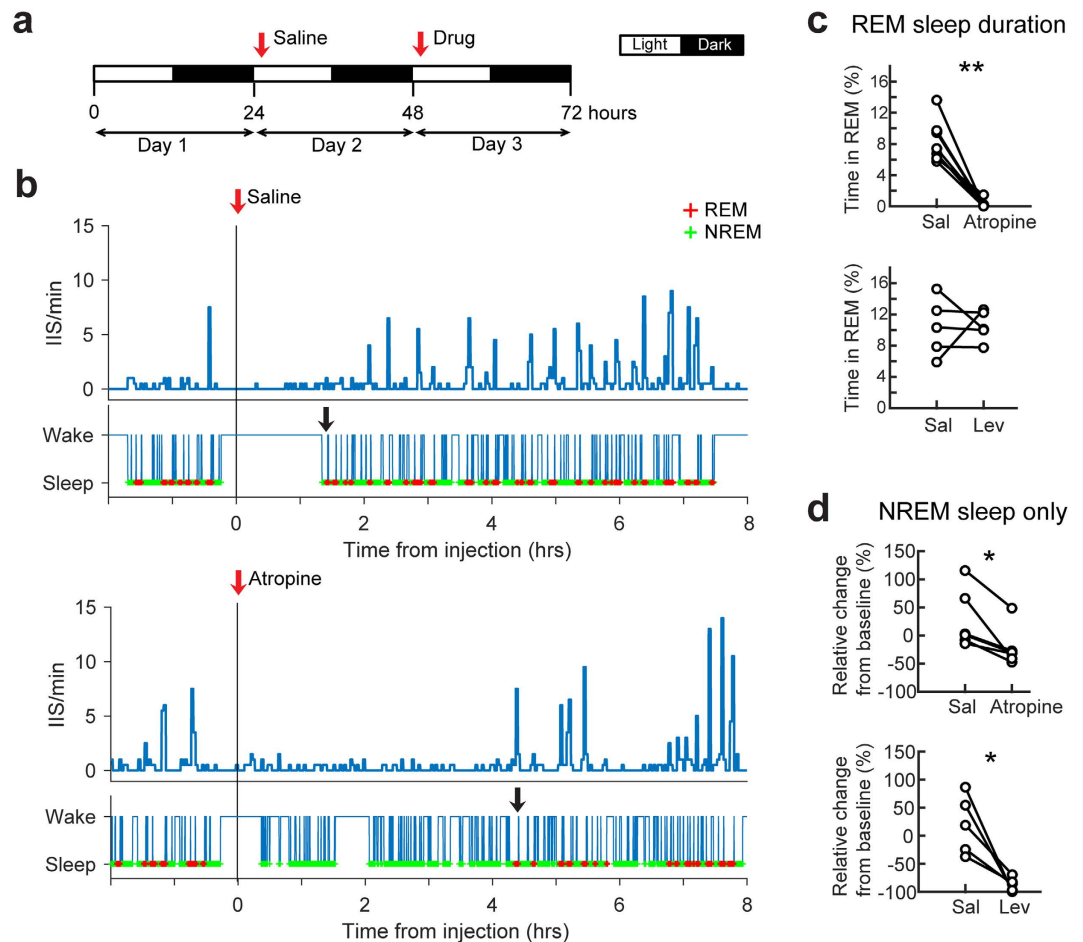 a
Saline
Drug
Light
Dark
0
24
48
72 hours
Day 1
Day 2
Day 3
b
Saline
REM
NREM
15
10
5
0
IIS/min
Wake
Sleep
0
2
4
6
8
Time from injection (hrs)
Atropine
15
10
5
0
IIS/min
Wake
Sleep
0
2
4
6
8
Time from injection (hrs)
c
REM sleep duration
**
Time in REM (%)
16
12
8
4
0
Sal
Atropine
Time in REM (%)
16
12
8
4
0
Sal
Lev
d
NREM sleep only
*
Relative change
from baseline (%)
150
100
50
0
-50
-100
Sal
Atropine
*
Relative change
from baseline (%)
150
100
50
0
-50
-100
Sal
Lev